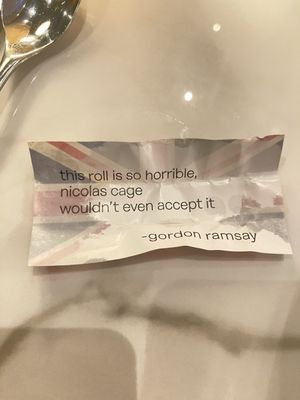 this roll is so horrible,
nicolas cage
wouldn't even accept it
-gordon ramsay